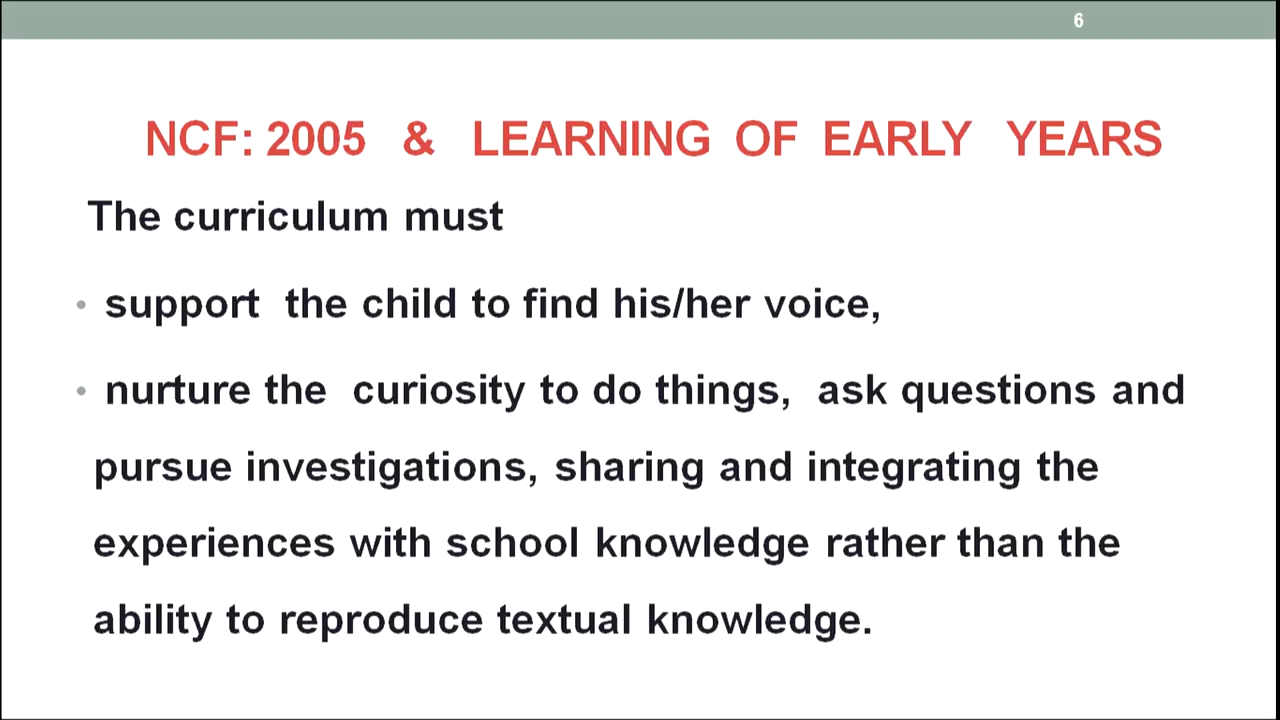 6
NCF: 2005 & LEARNING OF EARLY YEARS
The curriculum must
• support the child to find his/her voice,
• nurture the curiosity to do things, ask questions and
pursue investigations, sharing and integrating the
experiences with school knowledge rather than the
ability to reproduce textual knowledge.